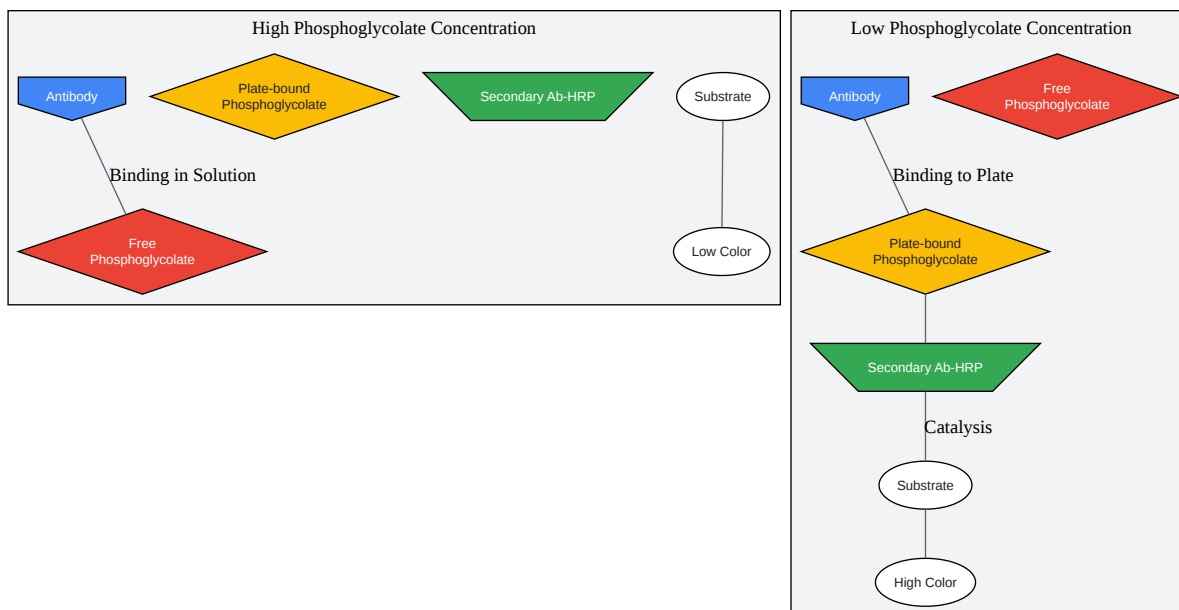 High Phosphoglycolate Concentration
Antibody
Plate-bound
Phosphoglycolate
Secondary Ab-HRP
Substrate
Binding in Solution
Free
Phosphoglycolate
Low Color
Low Phosphoglycolate Concentration
Antibody
Free
Phosphoglycolate
Binding to Plate
Plate-bound
Phosphoglycolate
Secondary Ab-HRP
Catalysis
Substrate
High Color